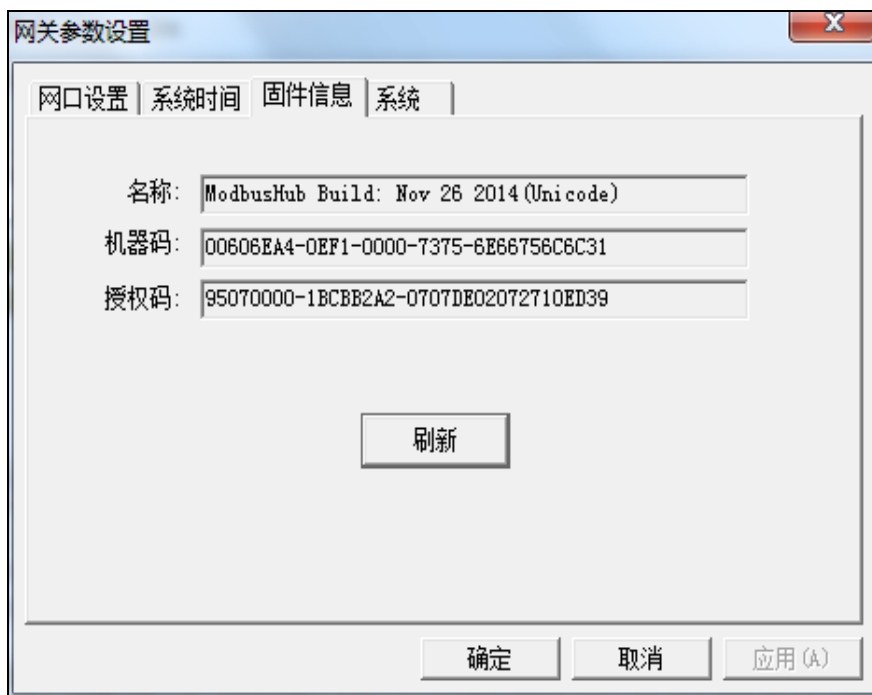 网关参数设置
网口设置 系统时间 固件信息 系统
名称: ModbusHub Build: Nov 26 2014(Unicode)
机器码: 00606EA4-0EF1-0000-7375-6E66756C6C31
授权码: 95070000-1BCBB2A2-0707DE02072710ED39
刷新
确定 取消 应用(A)